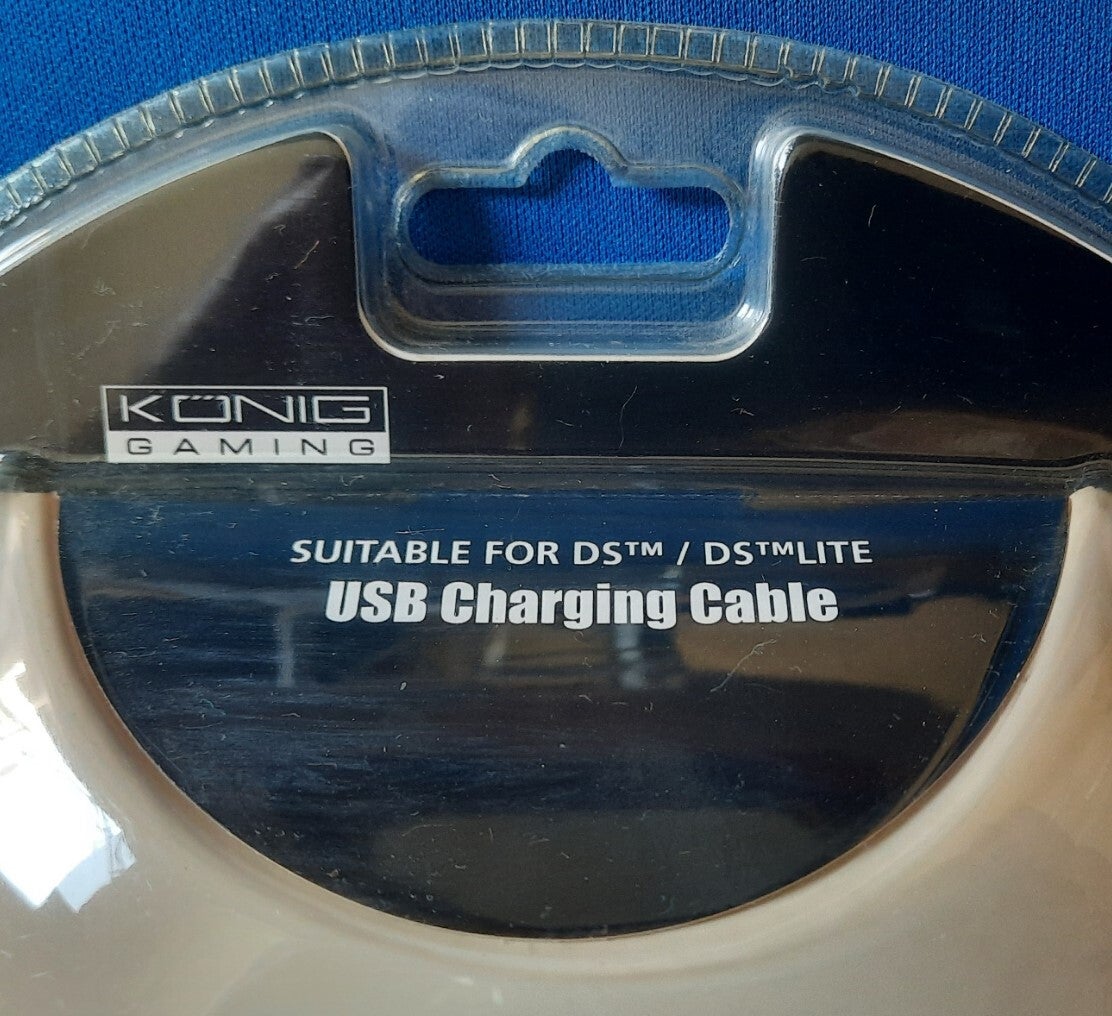 KÖNIG
GAMING
SUITABLE FOR DS™ / DS™LITE
USB Charging Cable